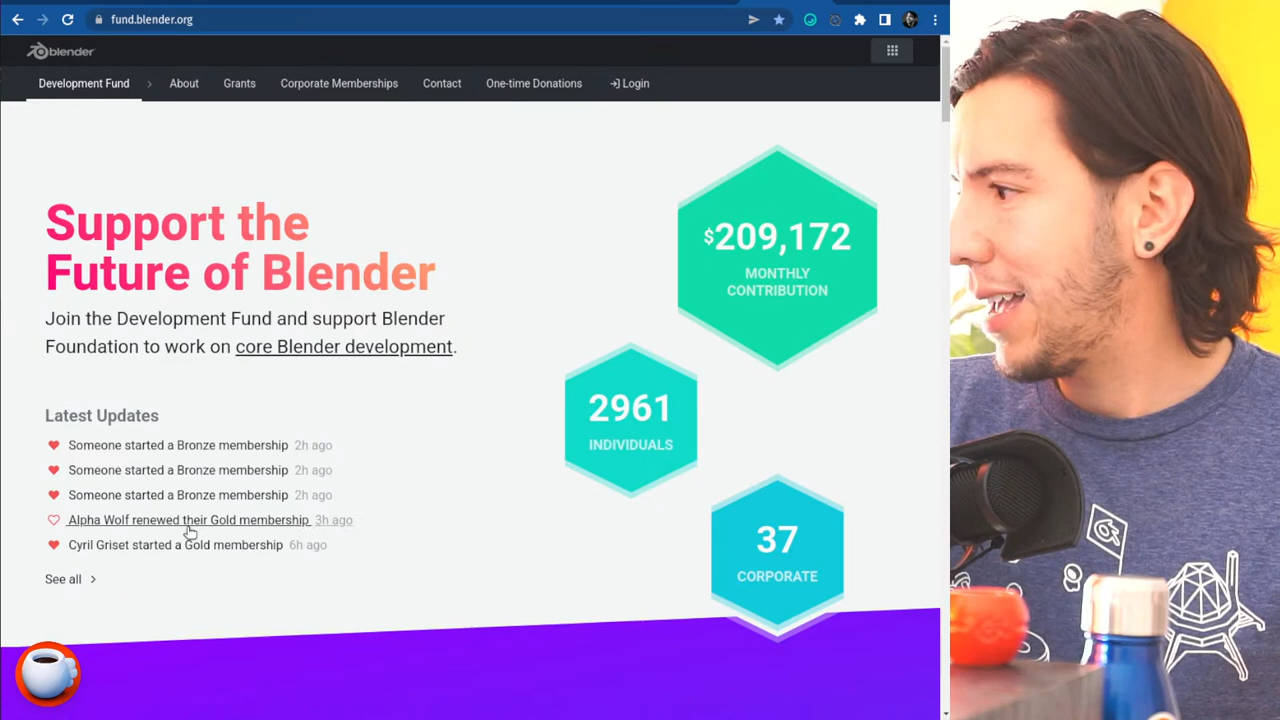 fund.blender.org
blender
Development Fund
About
Grants
Corporate Memberships
Contact
One-time Donations
Login
Support the
Future of Blender
Join the Development Fund and support Blender
Foundation to work on core Blender development.
$209,172
MONTHLY
CONTRIBUTION
2961
INDIVIDUALS
37
CORPORATE
Latest Updates
Someone started a Bronze membership 2h ago
Someone started a Bronze membership 2h ago
Someone started a Bronze membership 2h ago
Alpha Wolf renewed their Gold membership 3h ago
Cyril Griset started a Gold membership 6h ago
See all